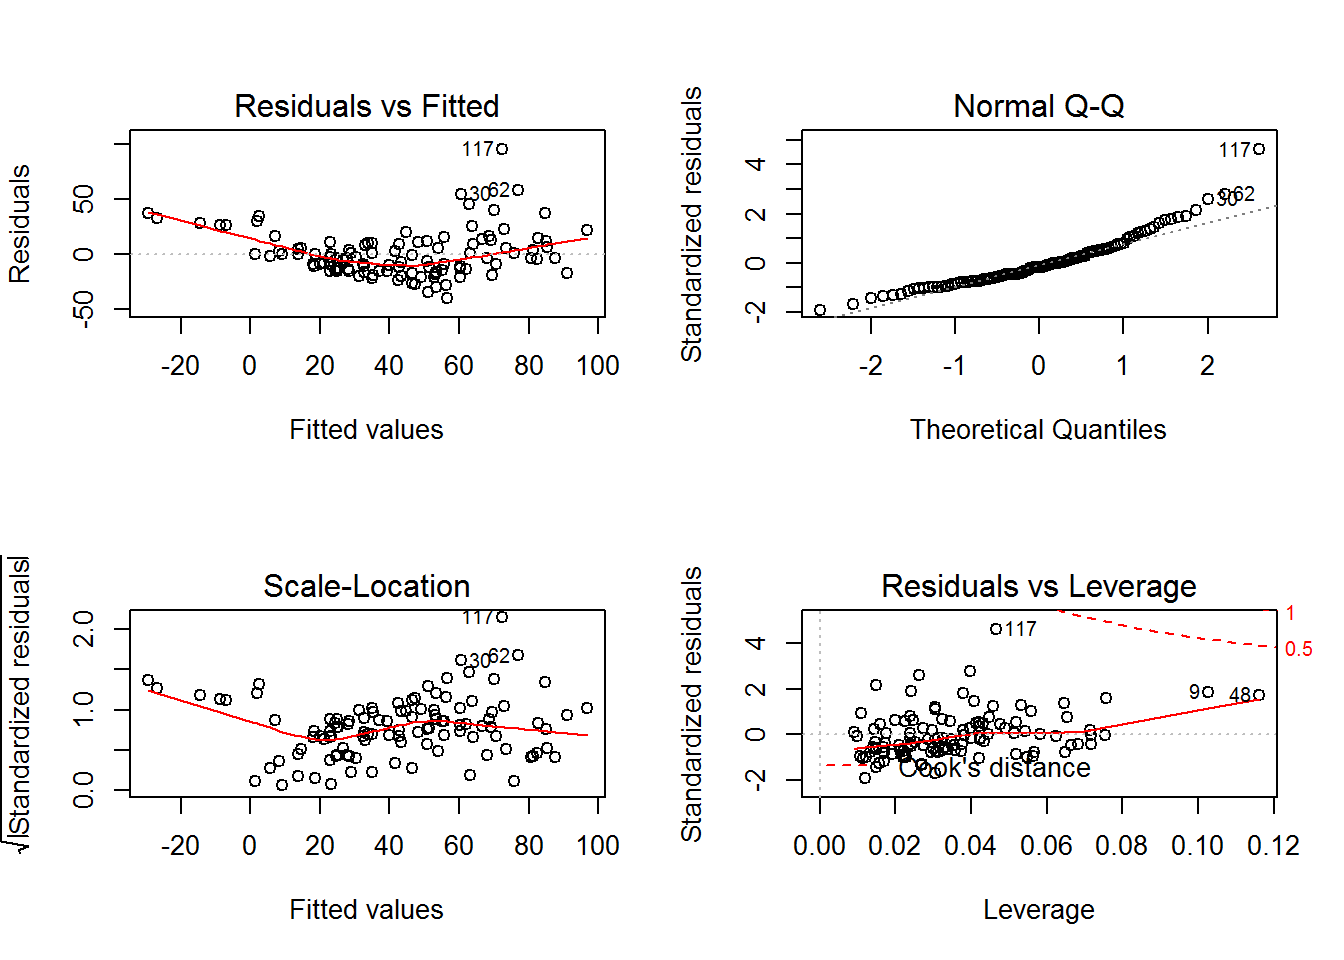 Residuals vs Fitted
Residuals
50
0
-50
117
30
62
-20 0 20 40 60 80 100
Fitted values
Normal Q-Q
Standardized residuals
4
2
0
-2
117
30
62
-2 -1 0 1 2
Theoretical Quantiles
Scale-Location
√|Standardized residuals|
2.0
1.0
0.0
117
30
62
-20 0 20 40 60 80 100
Fitted values
Residuals vs Leverage
Standardized residuals
4
2
0
-2
117
9
48
1
0.5
Cook's distance
0.00 0.02 0.04 0.06 0.08 0.10 0.12
Leverage